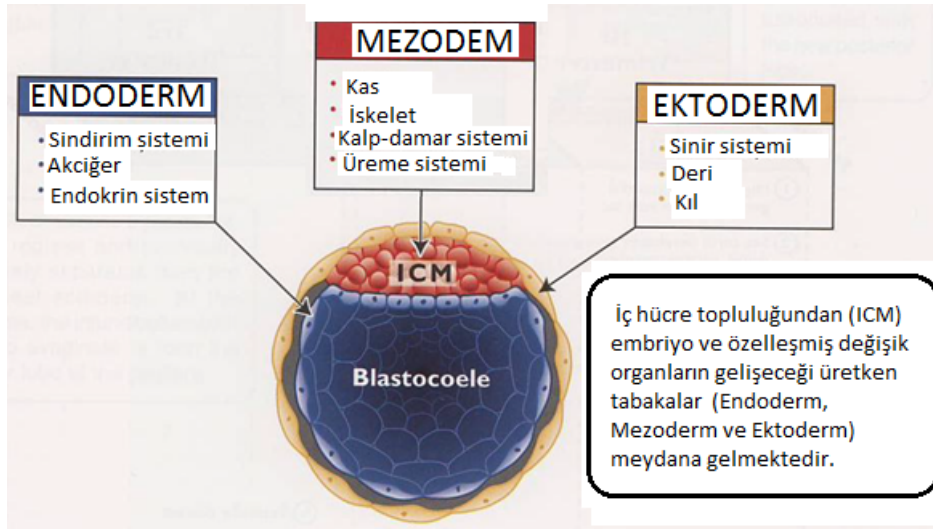 MEZODEM
Kas
İskelet
Kalp-damar sistemi
Üreme sistemi
ENDODERM
Sindirim sistemi
Akciğer
Endokrin sistem
EKTODERM
Sinir sistemi
Deri
Kıl
ICM
Blastocoele
İç hücre topluluğundan (ICM)
embriyo ve özelleşmiş değişik
organların gelişeceği üretken
tabakalar (Endoderm,
Mezoderm ve Ektoderm)
meydana gelmektedir.